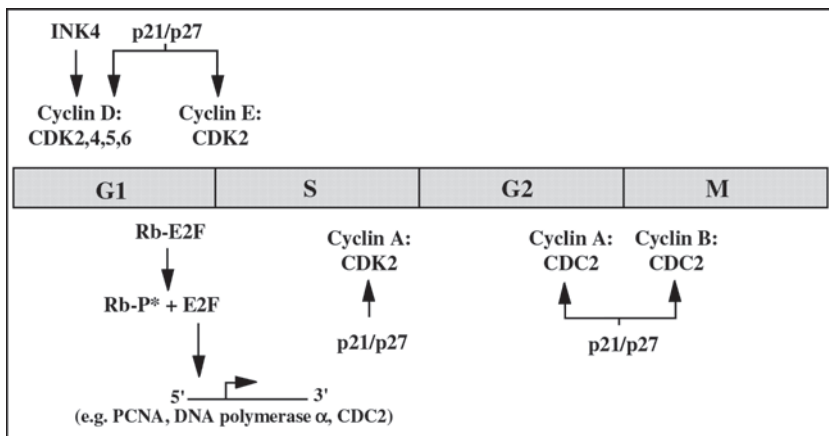 INK4 p21/p27
Cyclin D: Cyclin E:
CDK2,4,5,6 CDK2
G1 S G2 M
Rb-E2F Cyclin A: Cyclin A: Cyclin B:
CDK2 CDC2 CDC2
Rb-P* + E2F
p21/p27 p21/p27
5' 3'
(e.g. PCNA, DNA polymerase α, CDC2)